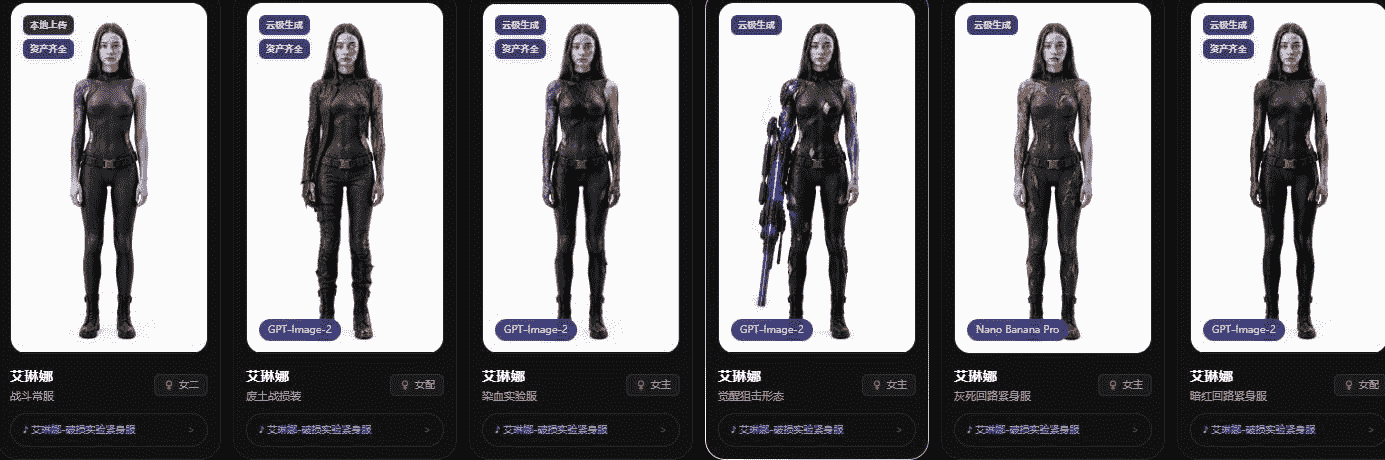 本地上传
资产齐全
艾琳娜
战斗常服
♀ 女二
♪ 艾琳娜-破损实验紧身服 >
云极生成
资产齐全
GPT-Image-2
艾琳娜
废土战损装
♀ 女配
♪ 艾琳娜-破损实验紧身服 >
云极生成
资产齐全
GPT-Image-2
艾琳娜
染血实验服
♀ 女主
♪ 艾琳娜-破损实验紧身服 >
云极生成
GPT-Image-2
艾琳娜
觉醒狙击形态
♀ 女主
♪ 艾琳娜-破损实验紧身服 >
云极生成
Nano Banana Pro
艾琳娜
灰死回路紧身服
♀ 女主
♪ 艾琳娜-破损实验紧身服 >
云极生成
资产齐全
GPT-Image-2
艾琳娜
暗红回路紧身服
♀ 女配
♪ 艾琳娜-破损实验紧身服 >